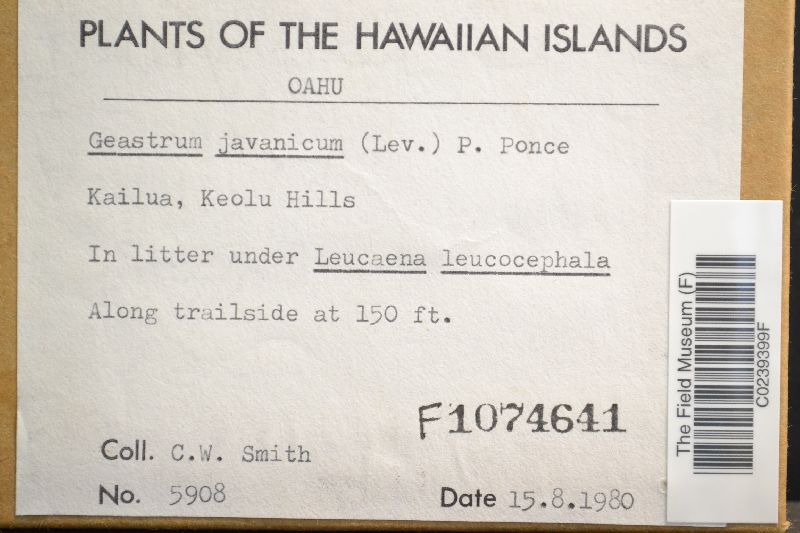 PLANTS OF THE HAWAIIAN ISLANDS
OAHU
Geastrum javanicum (Lev.) P. Ponce
Kailua, Keolu Hills
In litter under Leucaena leucocephala
Along trailside at 150 ft.
F1074641
Coll. C.W. Smith
No. 5908
Date 15.8.1980
The Field Museum (F)
C0239399F